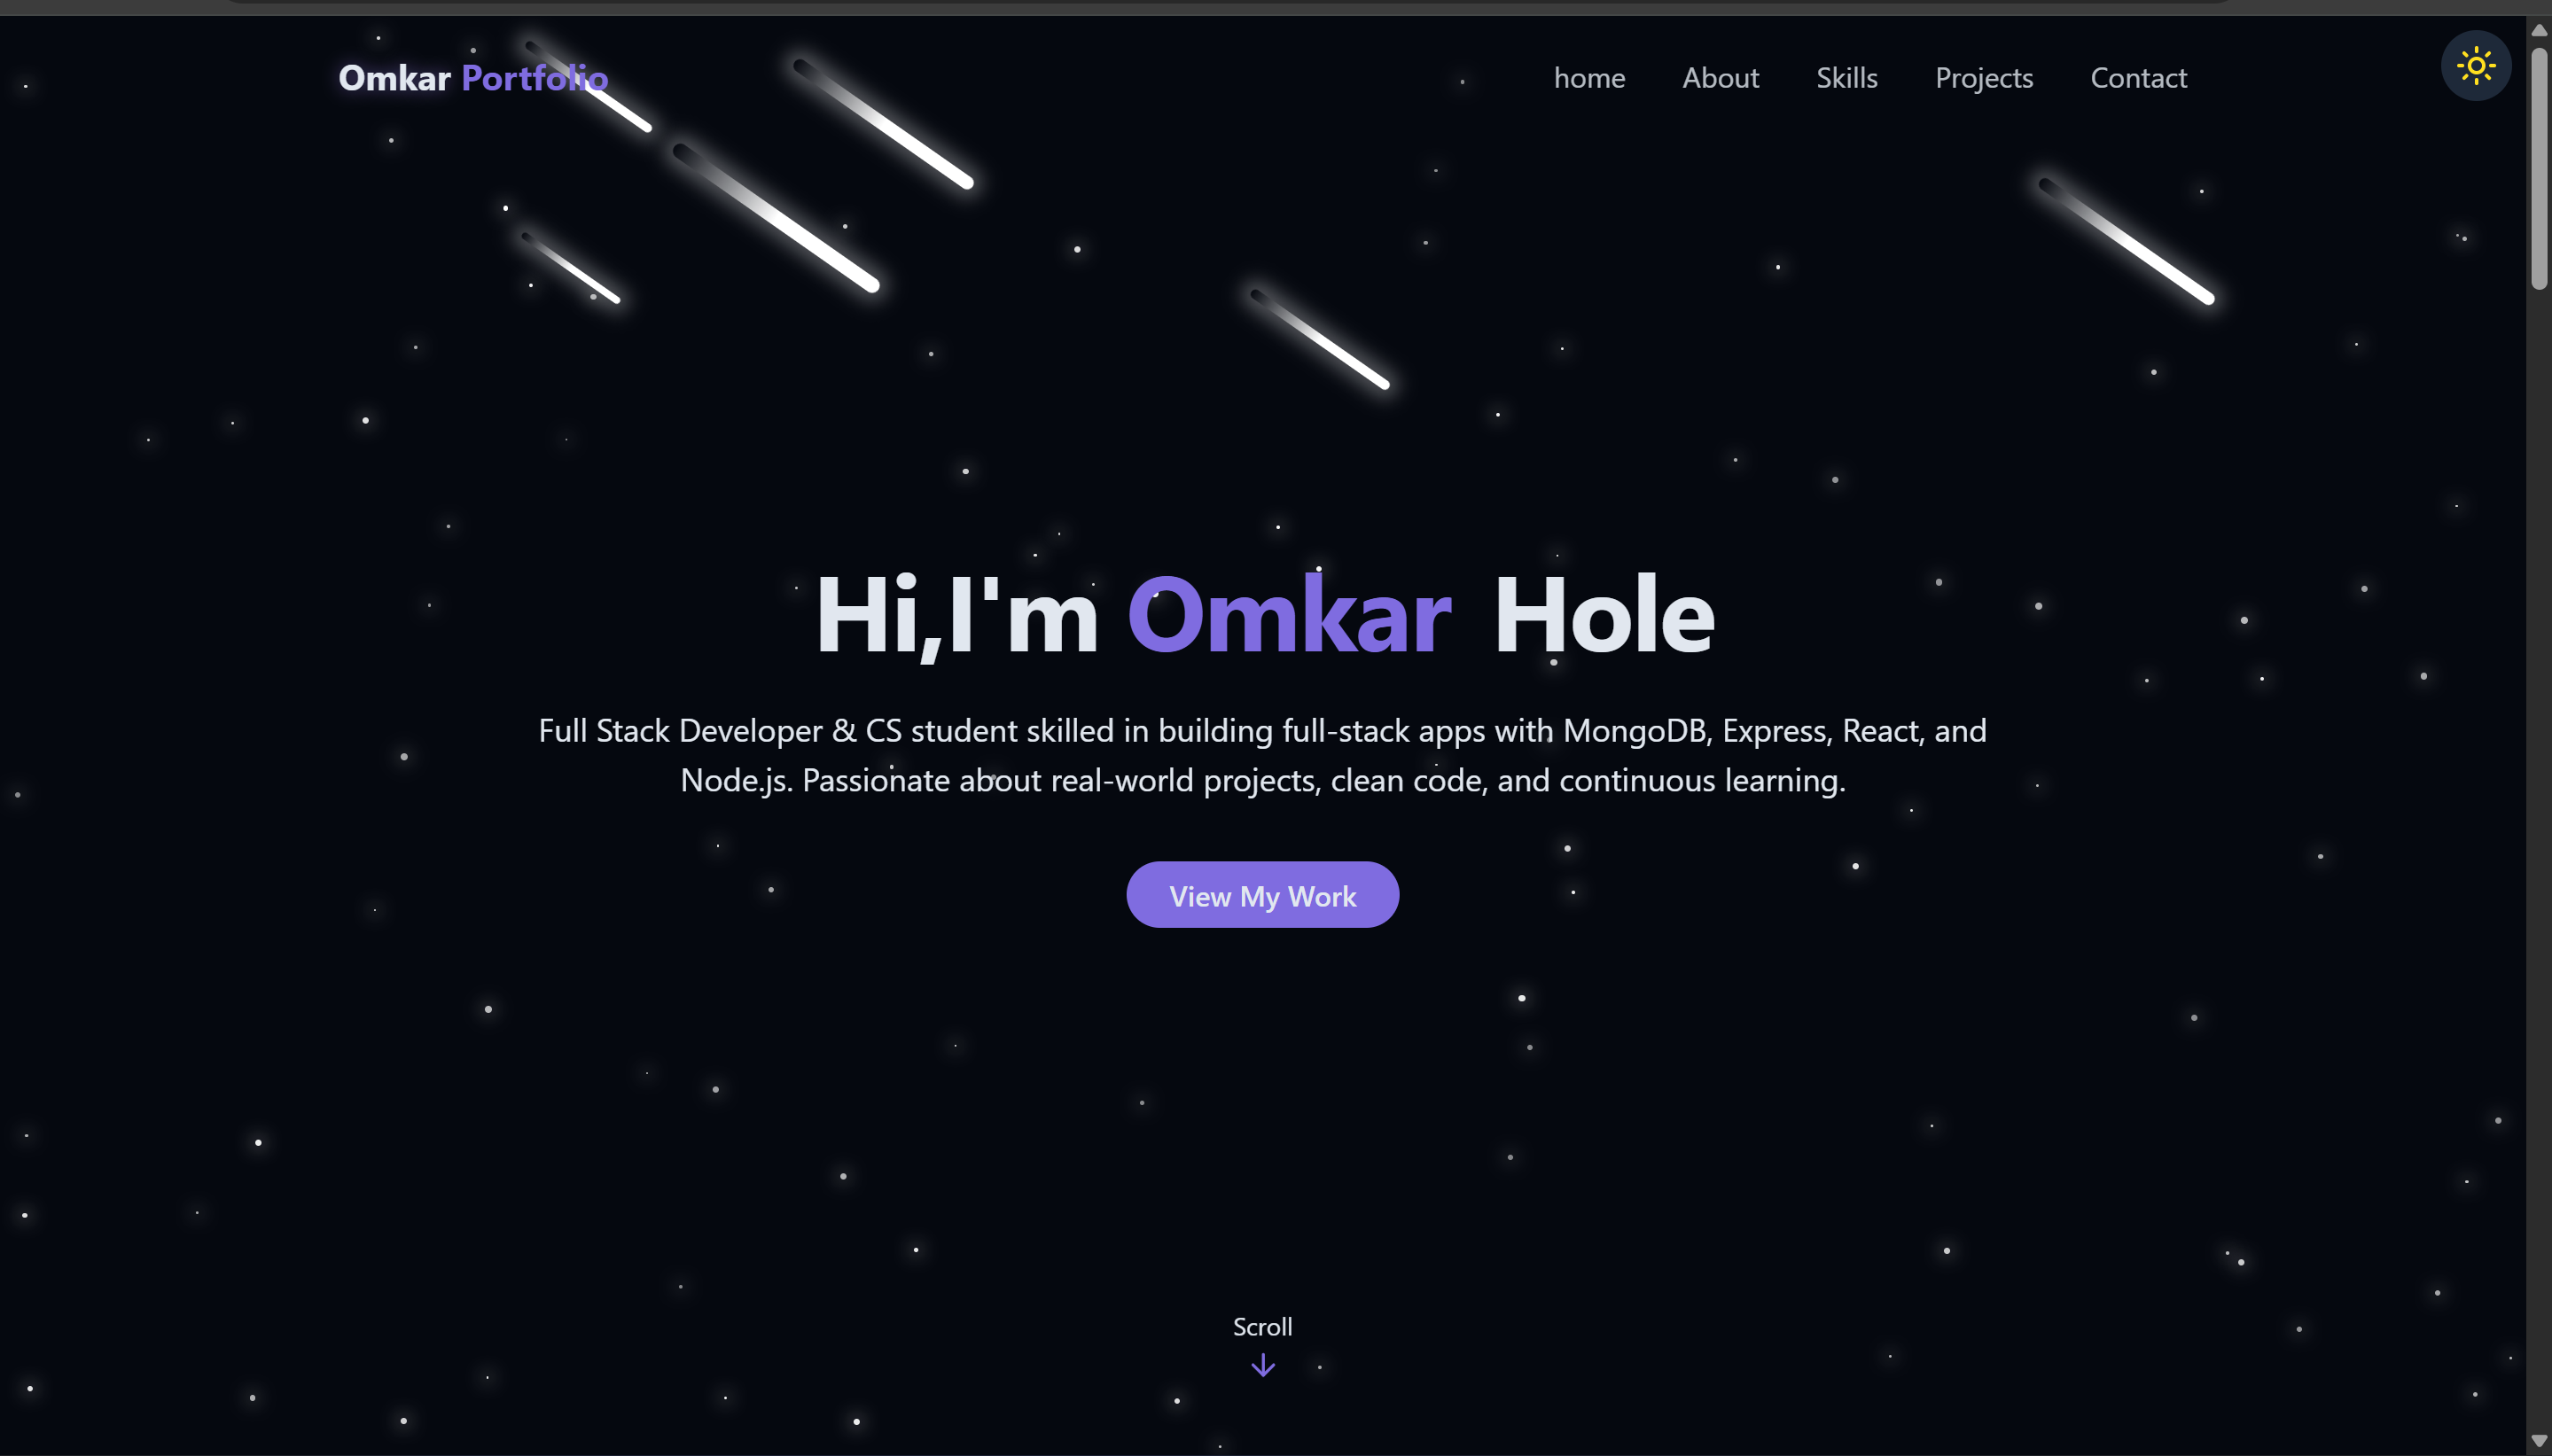 Omkar Portfolio
home About Skills Projects Contact
Hi,I'm Omkar Hole
Full Stack Developer & CS student skilled in building full-stack apps with MongoDB, Express, React, and
Node.js. Passionate about real-world projects, clean code, and continuous learning.
View My Work
Scroll